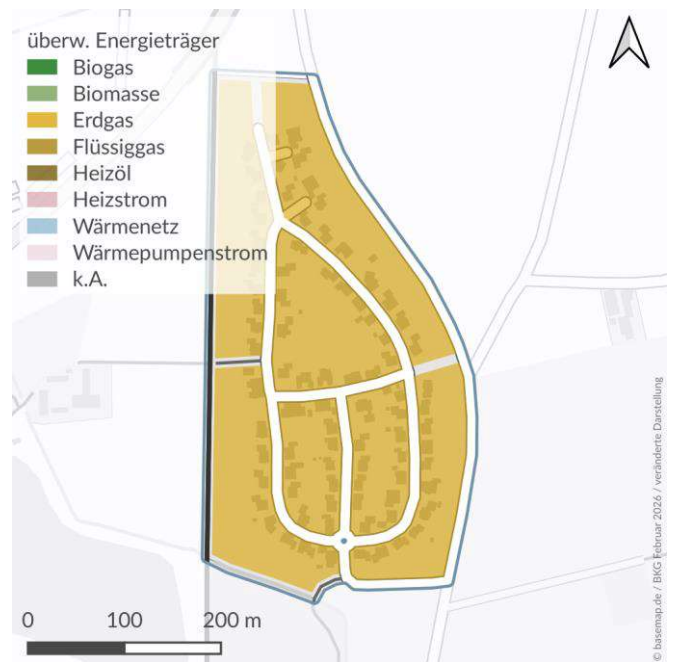 überw. Energieträger
Biogas
Biomasse
Erdgas
Flüssiggas
Heizöl
Heizstrom
Wärmenetz
Wärmepumpenstrom
k.A.
0 100 200 m
© basemap.de / BKG Februar 2026 / veränderte Darstellung